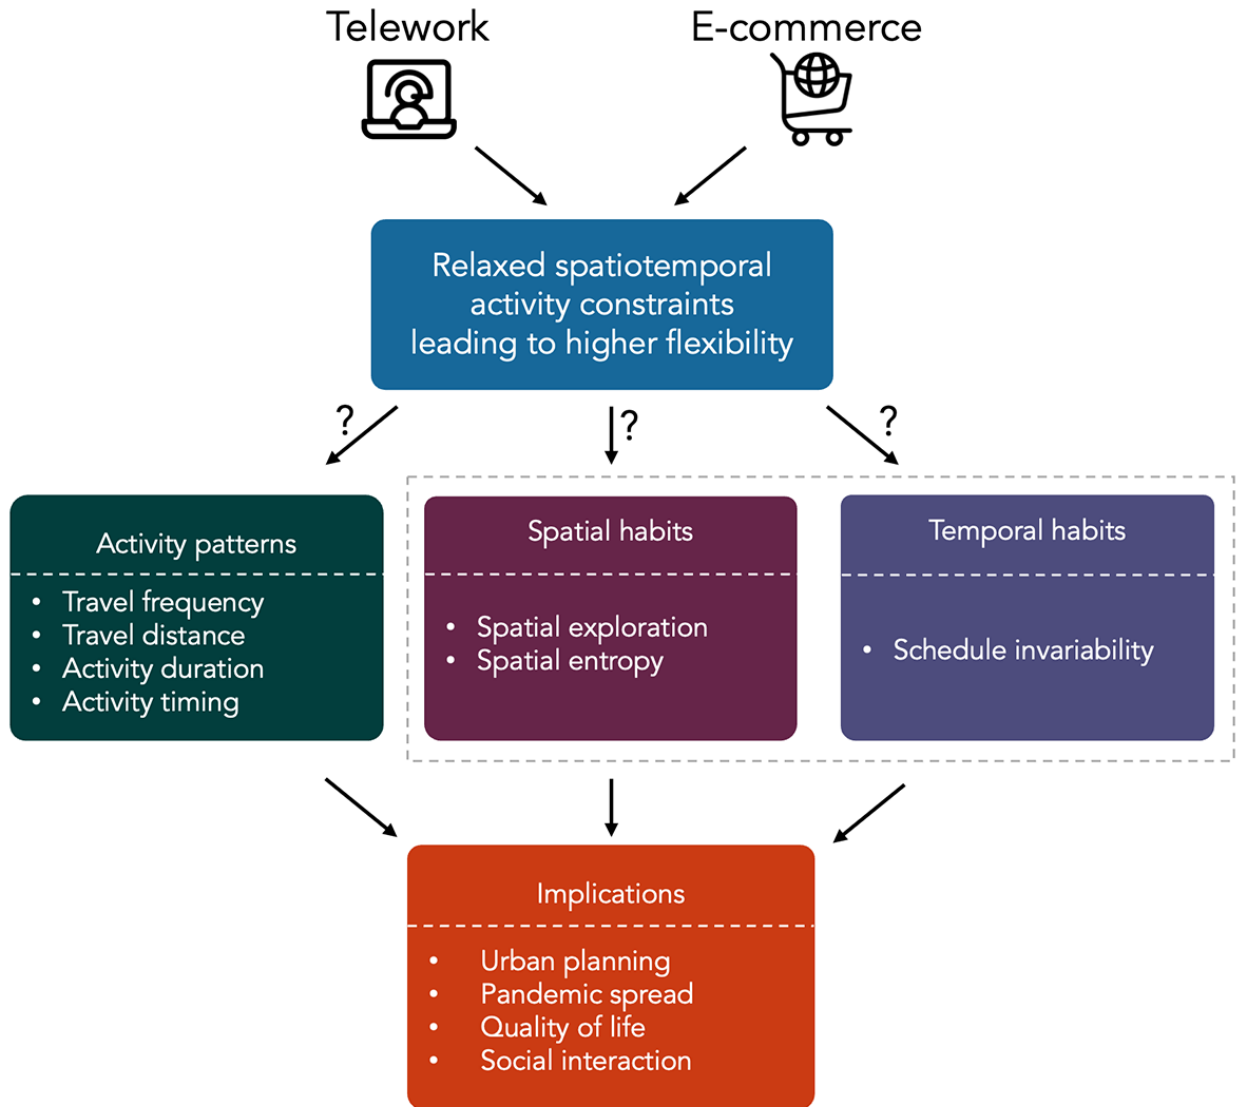 Telework
E-commerce
Relaxed spatiotemporal
activity constraints
leading to higher flexibility
?
?
?
Activity patterns
• Travel frequency
• Travel distance
• Activity duration
• Activity timing
Spatial habits
• Spatial exploration
• Spatial entropy
Temporal habits
• Schedule invariability
Implications
• Urban planning
• Pandemic spread
• Quality of life
• Social interaction